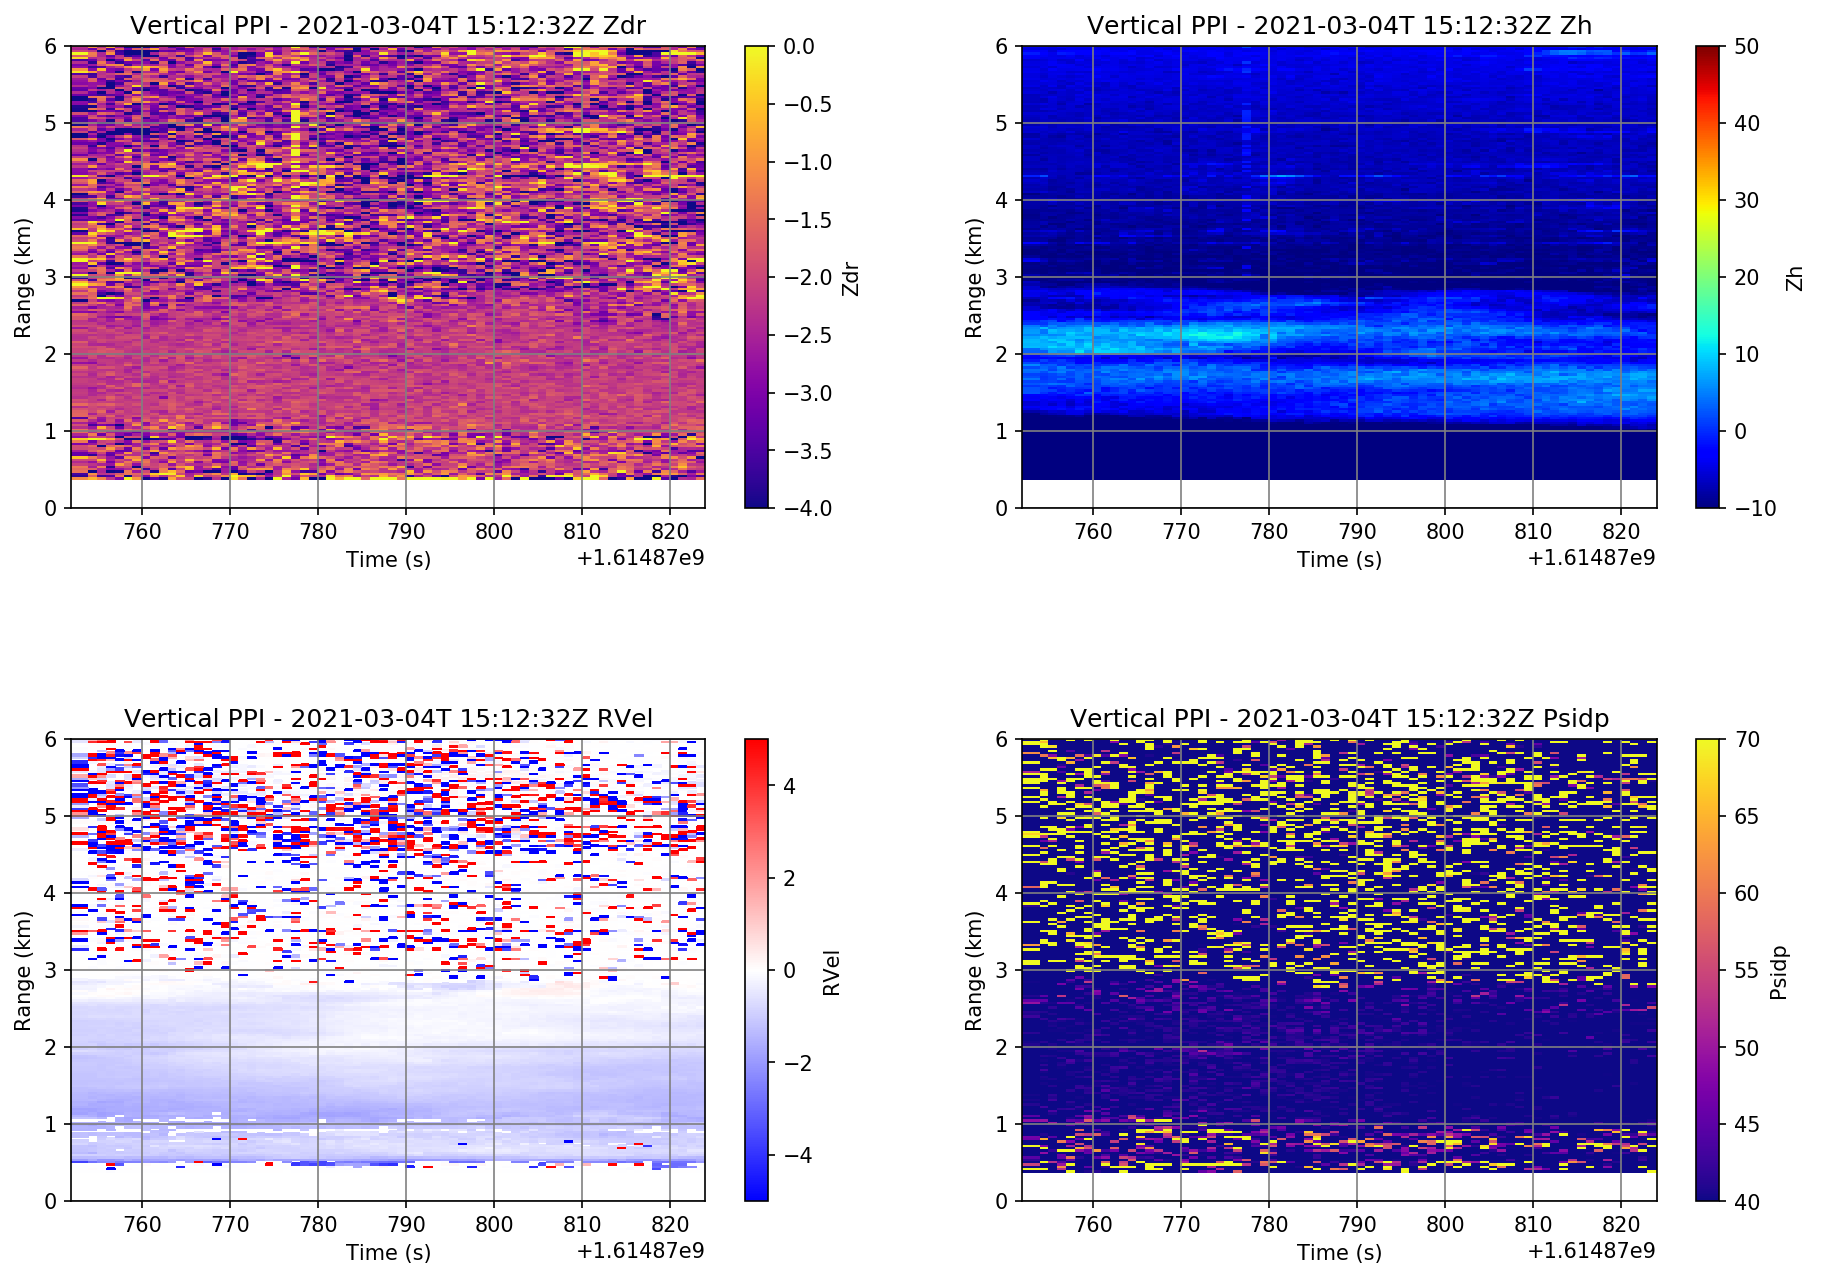 Vertical PPI - 2021-03-04T 15:12:32Z Zdr
6
5
4
3
2
1
0
Range (km)
760 770 780 790 800 810 820
Time (s)
+1.61487e9
0.0
−0.5
−1.0
−1.5
−2.0
−2.5
−3.0
−3.5
−4.0
Zdr
Vertical PPI - 2021-03-04T 15:12:32Z Zh
6
5
4
3
2
1
0
Range (km)
760 770 780 790 800 810 820
Time (s)
+1.61487e9
50
40
30
20
10
0
−10
Zh
Vertical PPI - 2021-03-04T 15:12:32Z RVel
6
5
4
3
2
1
0
Range (km)
760 770 780 790 800 810 820
Time (s)
+1.61487e9
4
2
0
−2
−4
RVel
Vertical PPI - 2021-03-04T 15:12:32Z Psidp
6
5
4
3
2
1
0
Range (km)
760 770 780 790 800 810 820
Time (s)
+1.61487e9
70
65
60
55
50
45
40
Psidp